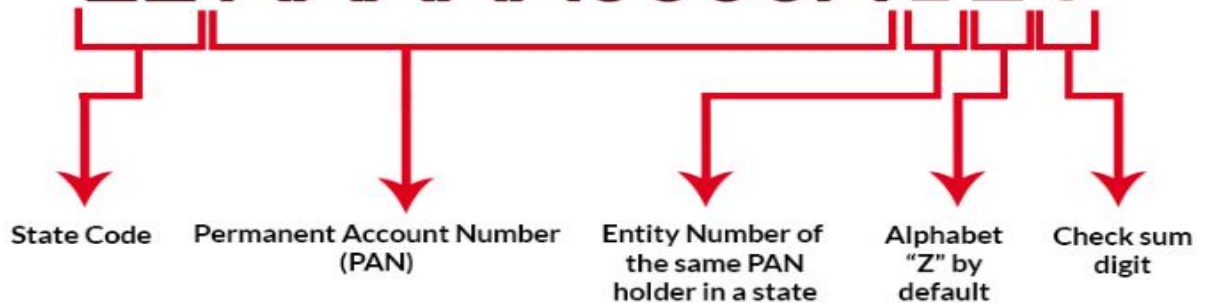 State Code
Permanent Account Number
(PAN)
Entity Number of
the same PAN
holder in a state
Alphabet
“Z” by
default
Check sum
digit